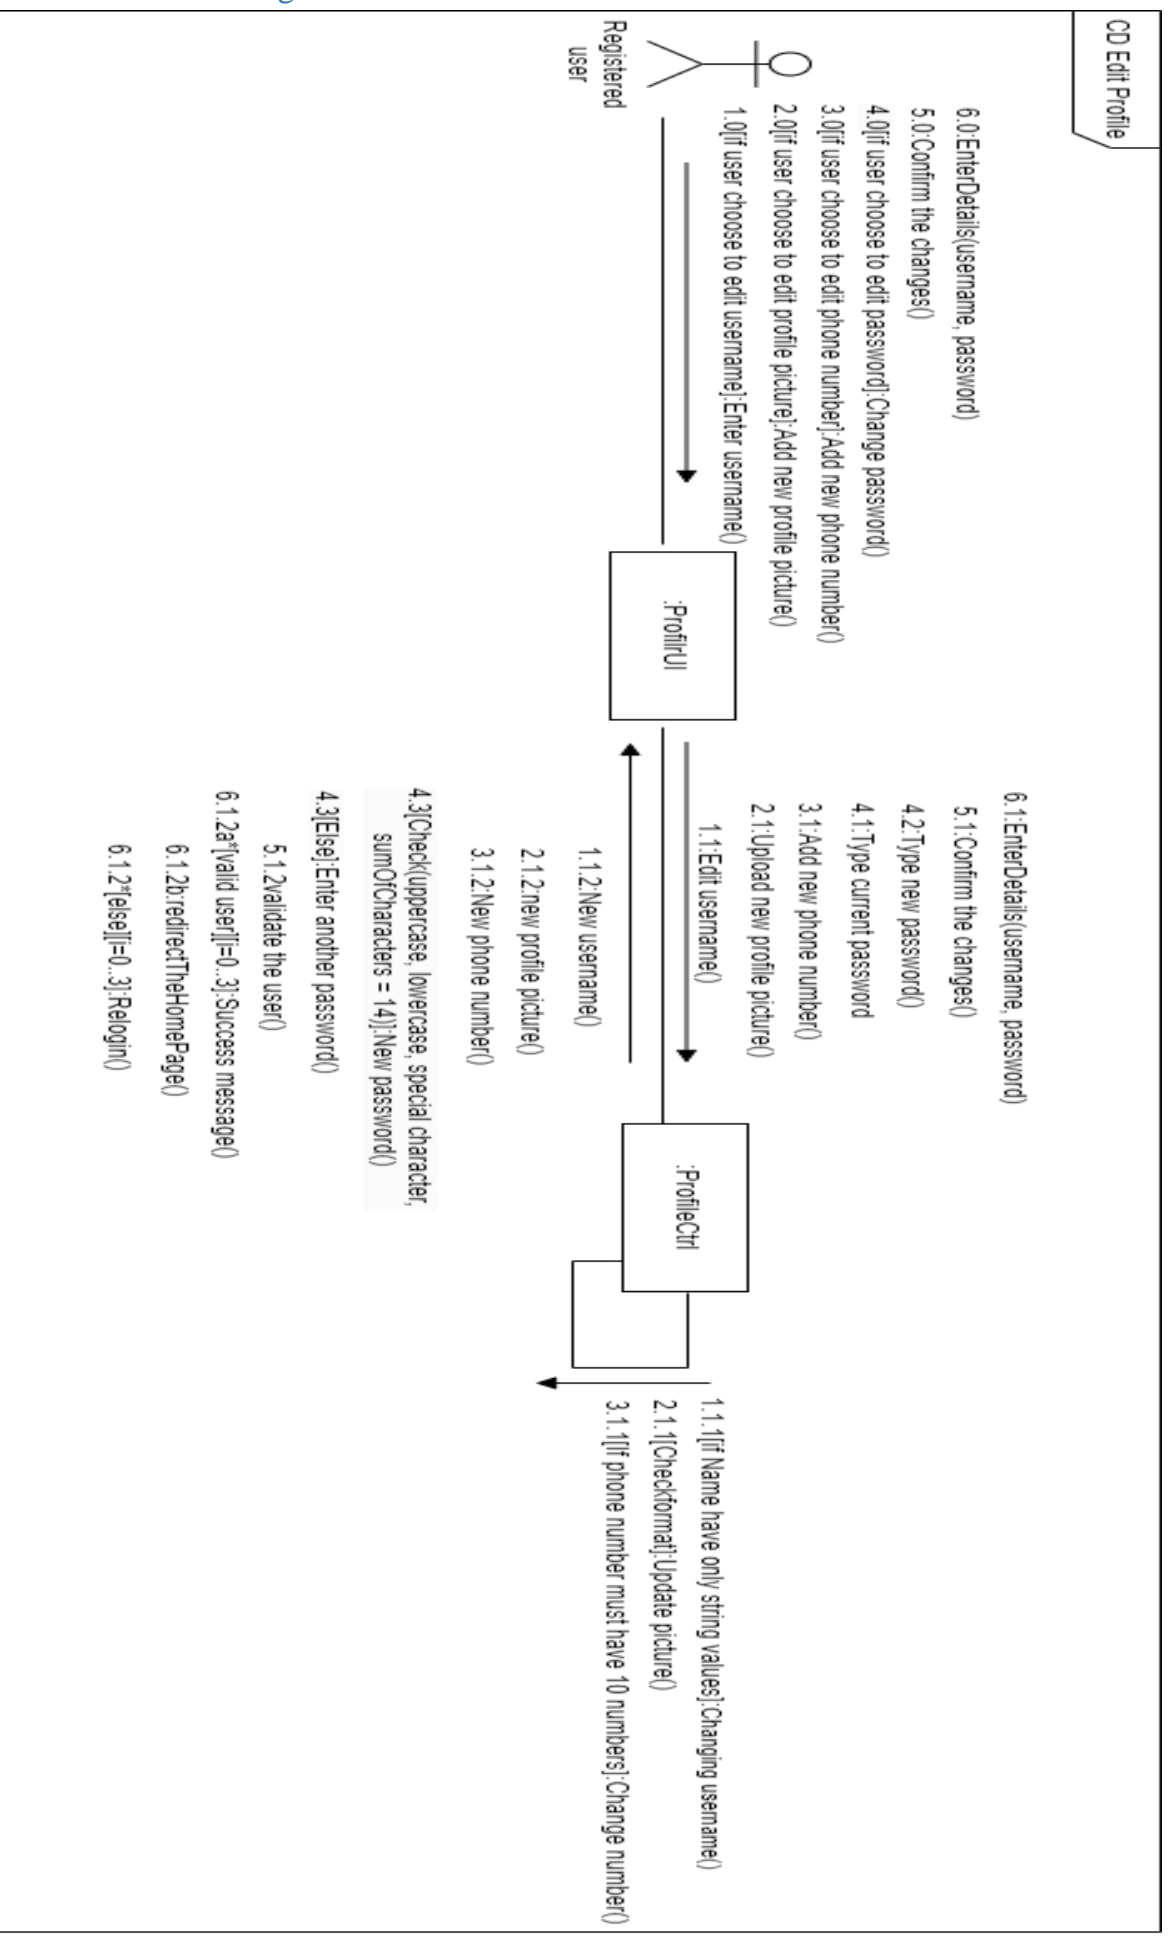 CD Edit Profile
6.0:EnterDetails(username, password)
5.0:Confirm the changes()
4.0[if user choose to edit password]:Change password()
3.0[if user choose to edit phone number]:Add new phone number()
2.0[if user choose to edit profile picture]:Add new profile picture()
1.0[if user choose to edit username]:Enter username()
Registered
user
:ProfilrUI
6.1:EnterDetails(username, password)
5.1:Confirm the changes()
4.2:Type new password()
4.1:Type current password
3.1:Add new phone number()
2.1:Upload new profile picture()
1.1:Edit username()
1.1.2:New username()
2.1.2:new profile picture()
3.1.2:New phone number()
4.3[Check(uppercase, lowercase, special character,
sumOfCharacters = 14)]:New password()
4.3[Else]:Enter another password()
5.1.2validate the user()
6.1.2a*[valid user][i=0..3]:Success message()
6.1.2b:redirectTheHomePage()
6.1.2*[else][i=0..3]:Relogin()
:ProfileCtrl
1.1.1[if Name have only string values]:Changing username()
2.1.1[Checkformat]:Update picture()
3.1.1[If phone number must have 10 numbers]:Change number()